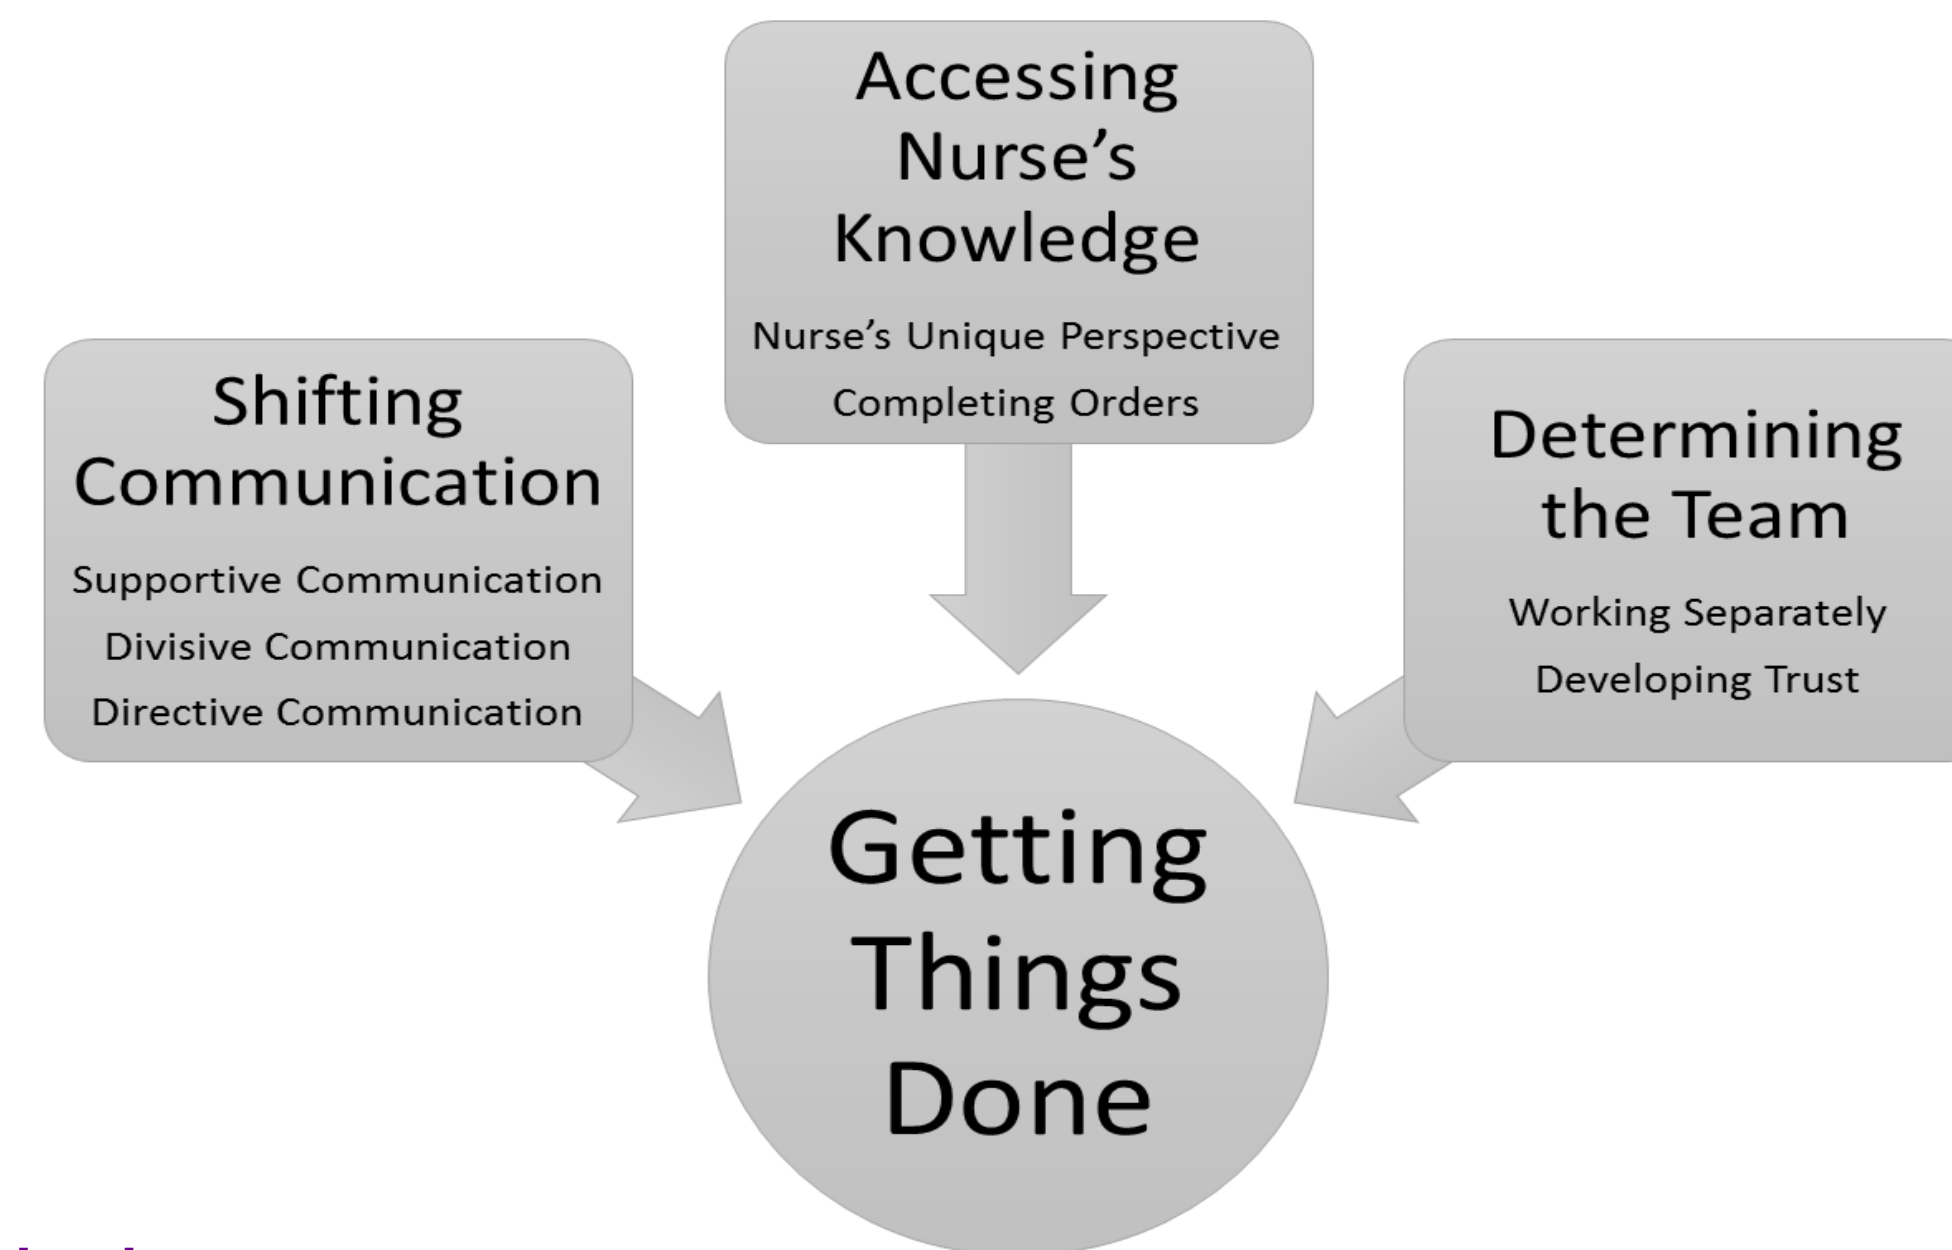 Accessing
Nurse’s
Knowledge
Nurse’s Unique Perspective
Completing Orders
Shifting
Communication
Supportive Communication
Divisive Communication
Directive Communication
Determining
the Team
Working Separately
Developing Trust
Getting
Things
Done